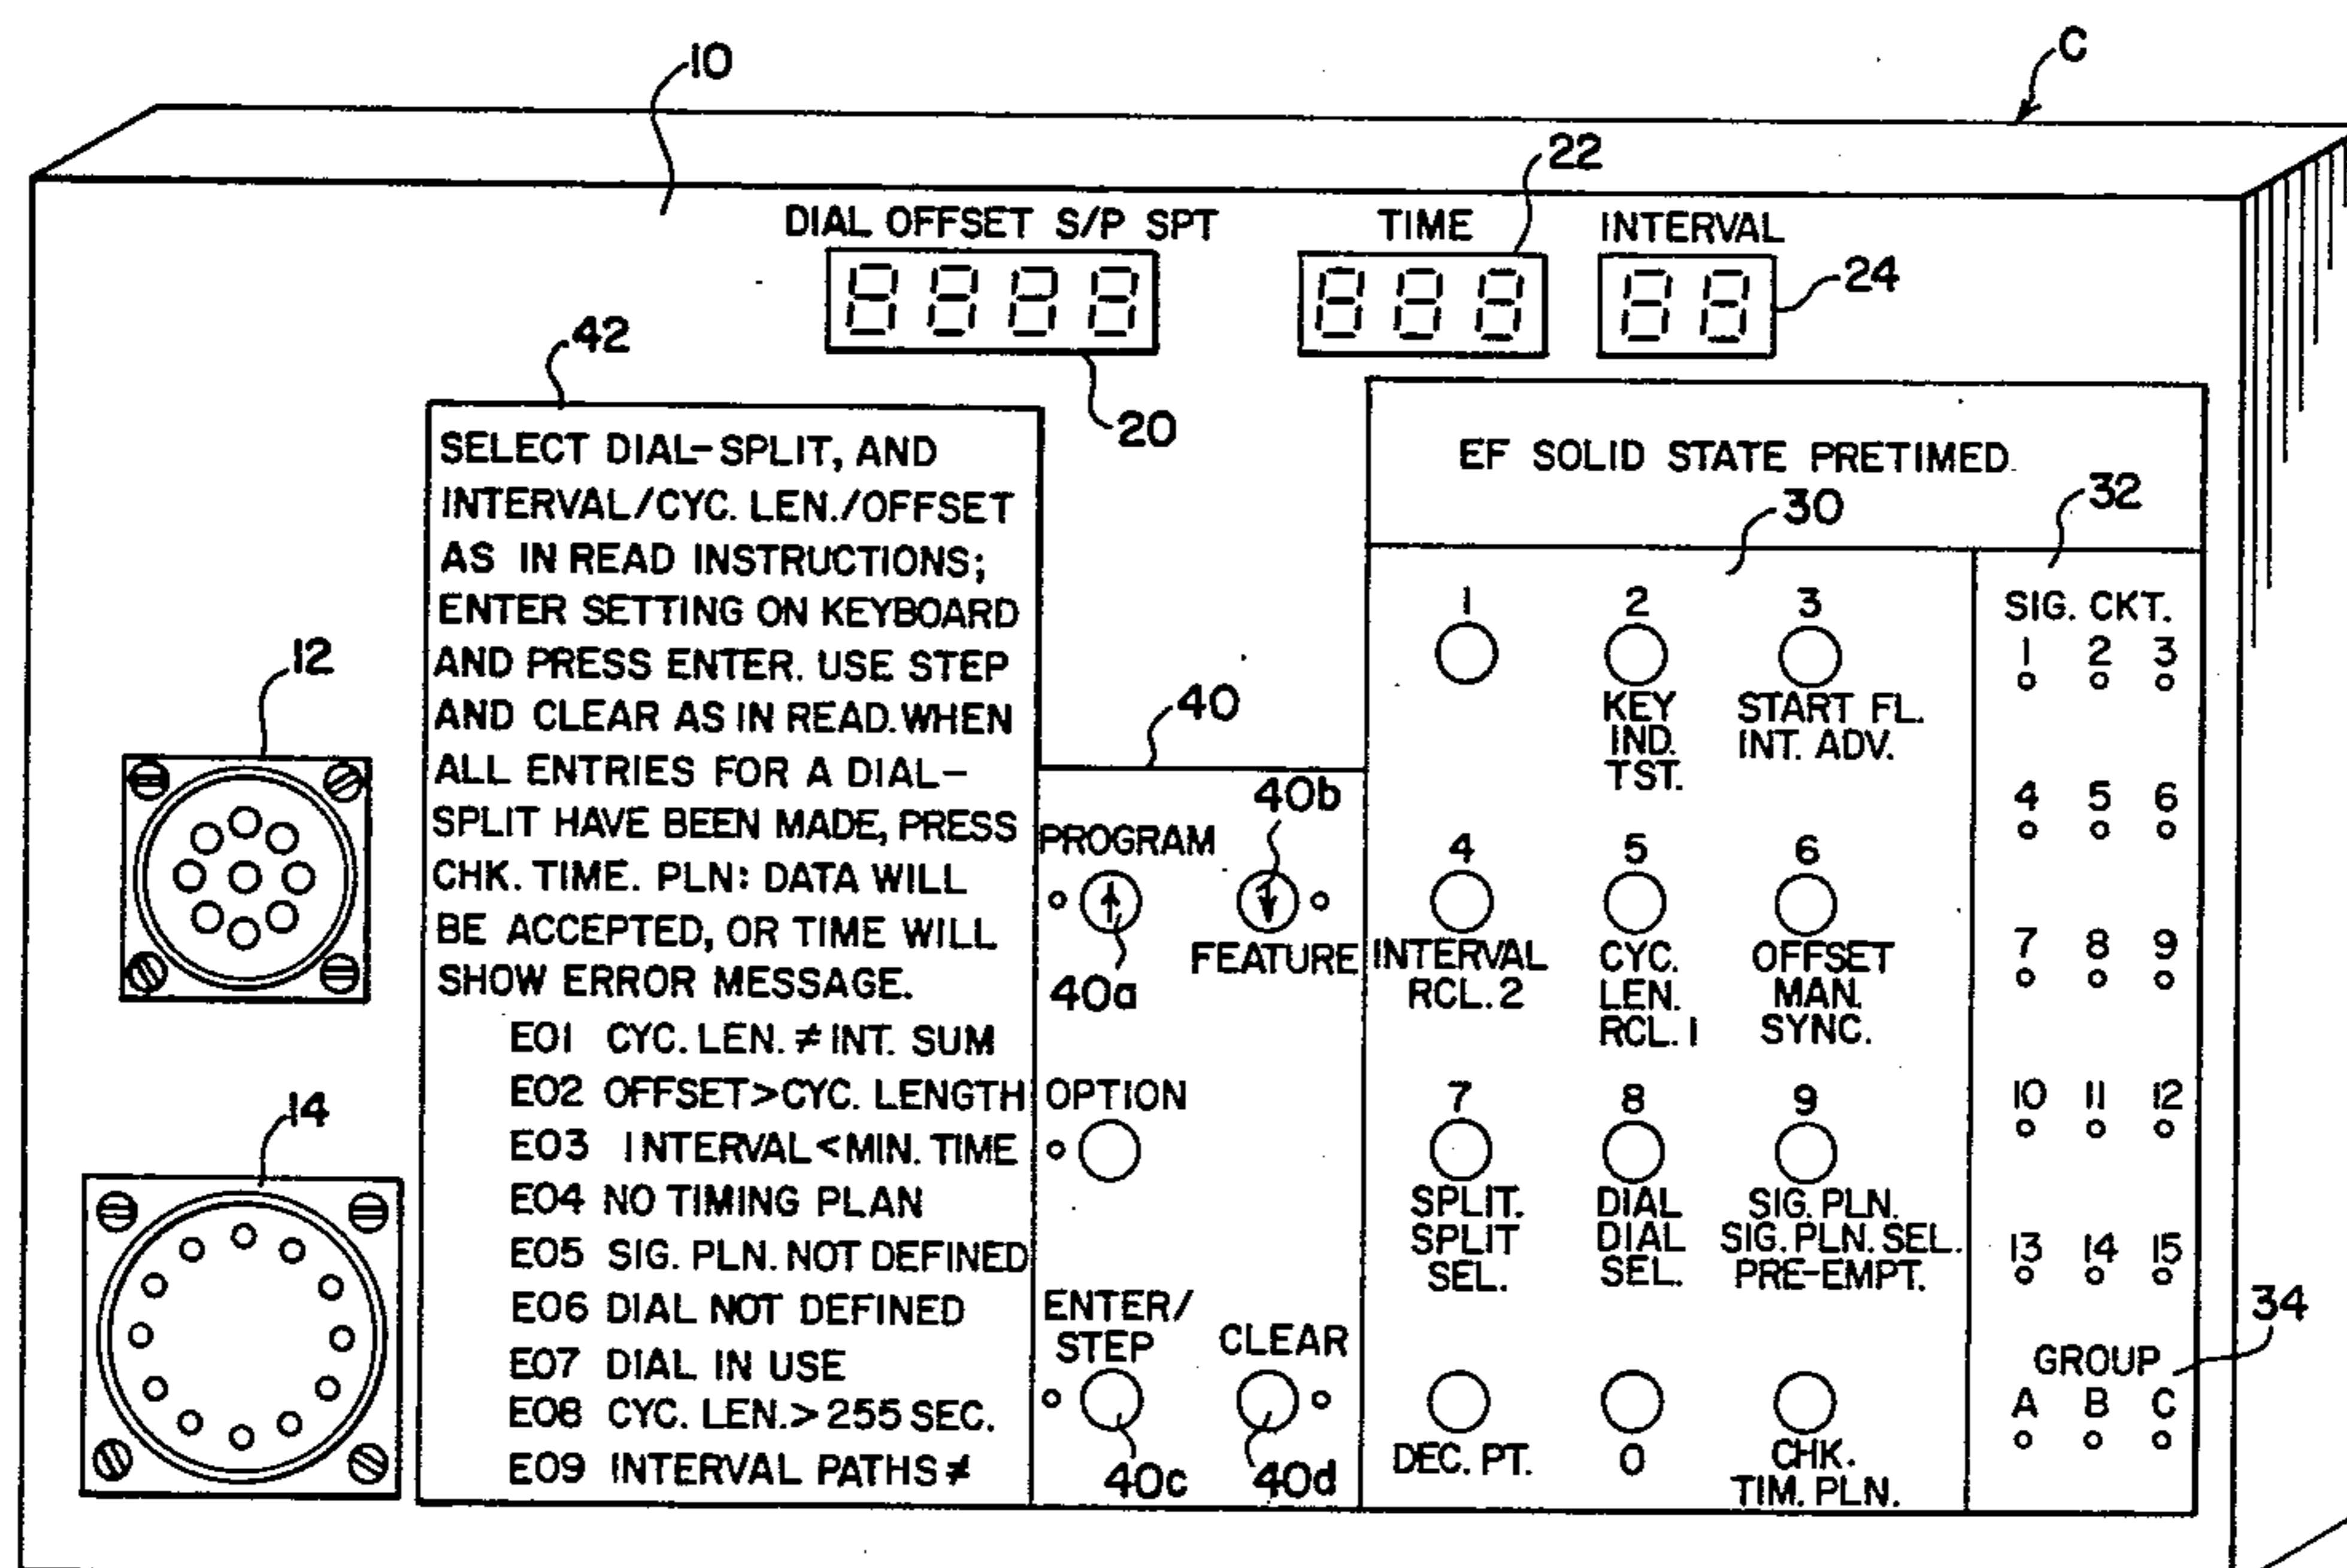 10
C
22
DIAL OFFSET S/P SPT
TIME
INTERVAL
24
20
42
SELECT DIAL-SPLIT, AND
INTERVAL/CYC. LEN./OFFSET
AS IN READ INSTRUCTIONS;
ENTER SETTING ON KEYBOARD
AND PRESS ENTER. USE STEP
AND CLEAR AS IN READ. WHEN
ALL ENTRIES FOR A DIAL-
SPLIT HAVE BEEN MADE, PRESS
CHK. TIME. PLN: DATA WILL
BE ACCEPTED, OR TIME WILL
SHOW ERROR MESSAGE.
E01 CYC. LEN. ≠ INT. SUM
E02 OFFSET>CYC. LENGTH
E03 INTERVAL<MIN. TIME
E04 NO TIMING PLAN
E05 SIG. PLN. NOT DEFINED
E06 DIAL NOT DEFINED
E07 DIAL IN USE
E08 CYC. LEN.> 255 SEC.
E09 INTERVAL PATHS ≠
12
14
40
40b
PROGRAM
FEATURE
40a
OPTION
ENTER/
STEP
CLEAR
40c
40d
EF SOLID STATE PRETIMED
30
32
1 2 3
KEY
IND.
TST.
START FL.
INT. ADV.
4 5 6
INTERVAL
RCL. 2
CYC.
LEN.
RCL. 1
OFFSET
MAN.
SYNC.
7 8 9
SPLIT.
SPLIT
SEL.
DIAL
DIAL
SEL.
SIG. PLN.
SIG. PLN. SEL.
PRE-EMPT.
DEC. PT.
0
CHK.
TIM. PLN.
SIG. CKT.
1 2 3
4 5 6
7 8 9
10 11 12
13 14 15
34
GROUP
A B C